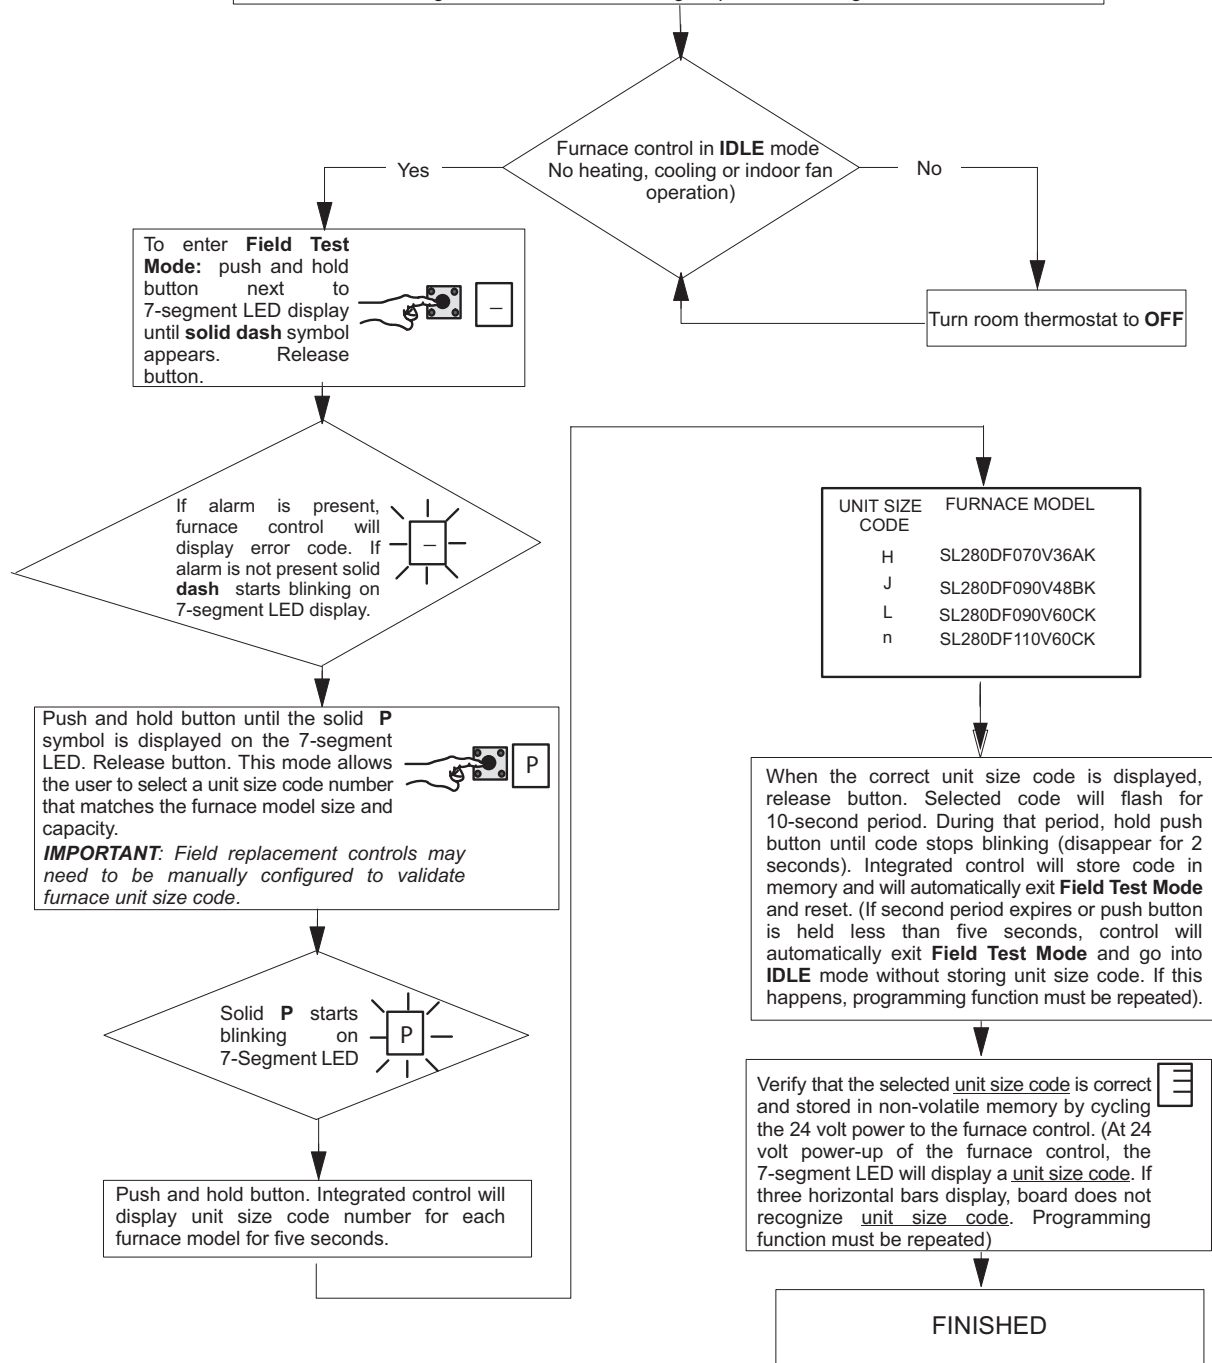 Furnace control in IDLE mode
No heating, cooling or indoor fan
operation)
Yes
No
To enter Field Test
Mode: push and hold
button next to
7-segment LED display
until solid dash symbol
appears. Release
button.
–
Turn room thermostat to OFF
If alarm is present,
furnace control will
display error code. If
alarm is not present solid
dash starts blinking on
7-segment LED display.
–
Push and hold button until the solid P
symbol is displayed on the 7-segment
LED. Release button. This mode allows
the user to select a unit size code number
that matches the furnace model size and
capacity.
IMPORTANT: Field replacement controls may
need to be manually configured to validate
furnace unit size code.
P
Solid P starts
blinking on
7-Segment LED
P
Push and hold button. Integrated control will
display unit size code number for each
furnace model for five seconds.
UNIT SIZE CODE FURNACE MODEL
H SL280DF070V36AK
J SL280DF090V48BK
L SL280DF090V60CK
n SL280DF110V60CK
When the correct unit size code is displayed,
release button. Selected code will flash for
10-second period. During that period, hold push
button until code stops blinking (disappear for 2
seconds). Integrated control will store code in
memory and will automatically exit Field Test Mode
and reset. (If second period expires or push button
is held less than five seconds, control will
automatically exit Field Test Mode and go into
IDLE mode without storing unit size code. If this
happens, programming function must be repeated).
Verify that the selected unit size code is correct
and stored in non-volatile memory by cycling
the 24 volt power to the furnace control. (At 24
volt power-up of the furnace control, the
7-segment LED will display a unit size code. If
three horizontal bars display, board does not
recognize unit size code. Programming
function must be repeated)
FINISHED